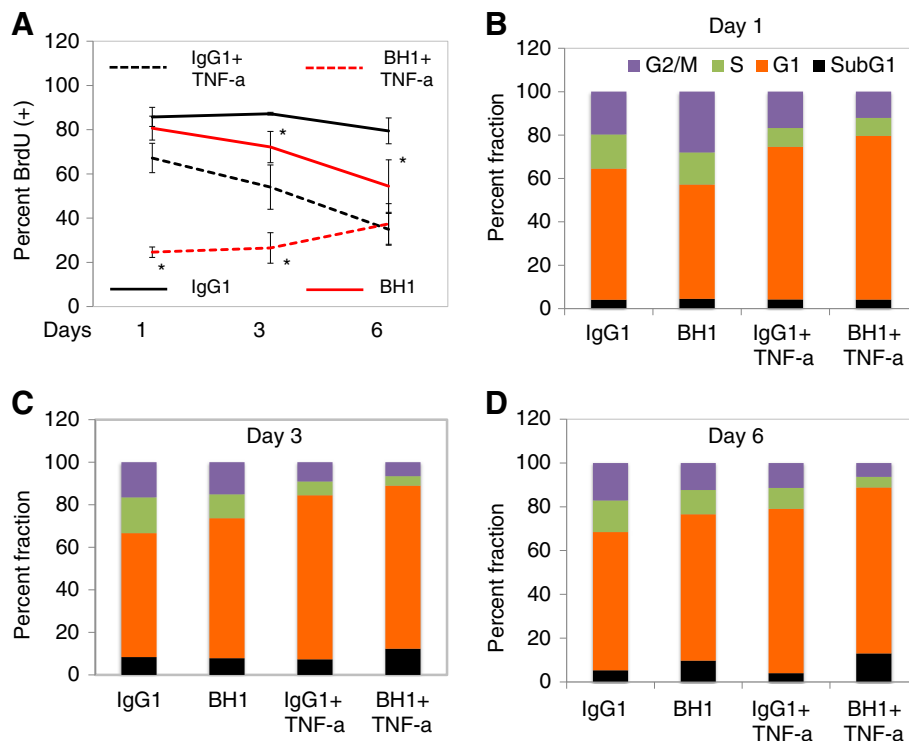 A
120
100
80
60
40
20
0
Percent BrdU (+)
IgG1+
TNF-a
BH1+
TNF-a
*
*
*
*
IgG1
BH1
Days 1 3 6
B
Day 1
120
100
80
60
40
20
0
Percent fraction
G2/M S G1 SubG1
IgG1 BH1 IgG1+
TNF-a
BH1+
TNF-a
C
Day 3
120
100
80
60
40
20
0
Percent fraction
IgG1 BH1 IgG1+
TNF-a
BH1+
TNF-a
D
Day 6
120
100
80
60
40
20
0
Percent fraction
IgG1 BH1 IgG1+
TNF-a
BH1+
TNF-a